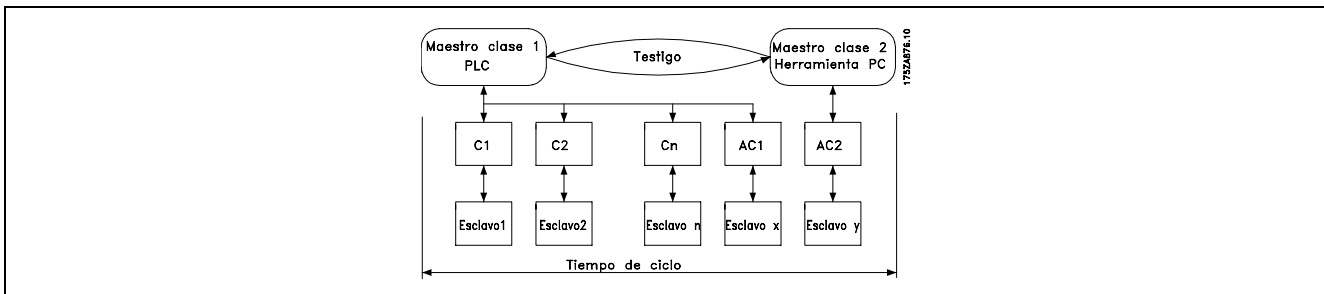 Maestro clase 1
PLC
Testigo
Maestro clase 2
Herramienta PC
175ZAB76.10
C1
C2
Cn
AC1
AC2
Esclavo1
Esclavo2
Esclavo n
Esclavo x
Esclavo y
Tiempo de ciclo